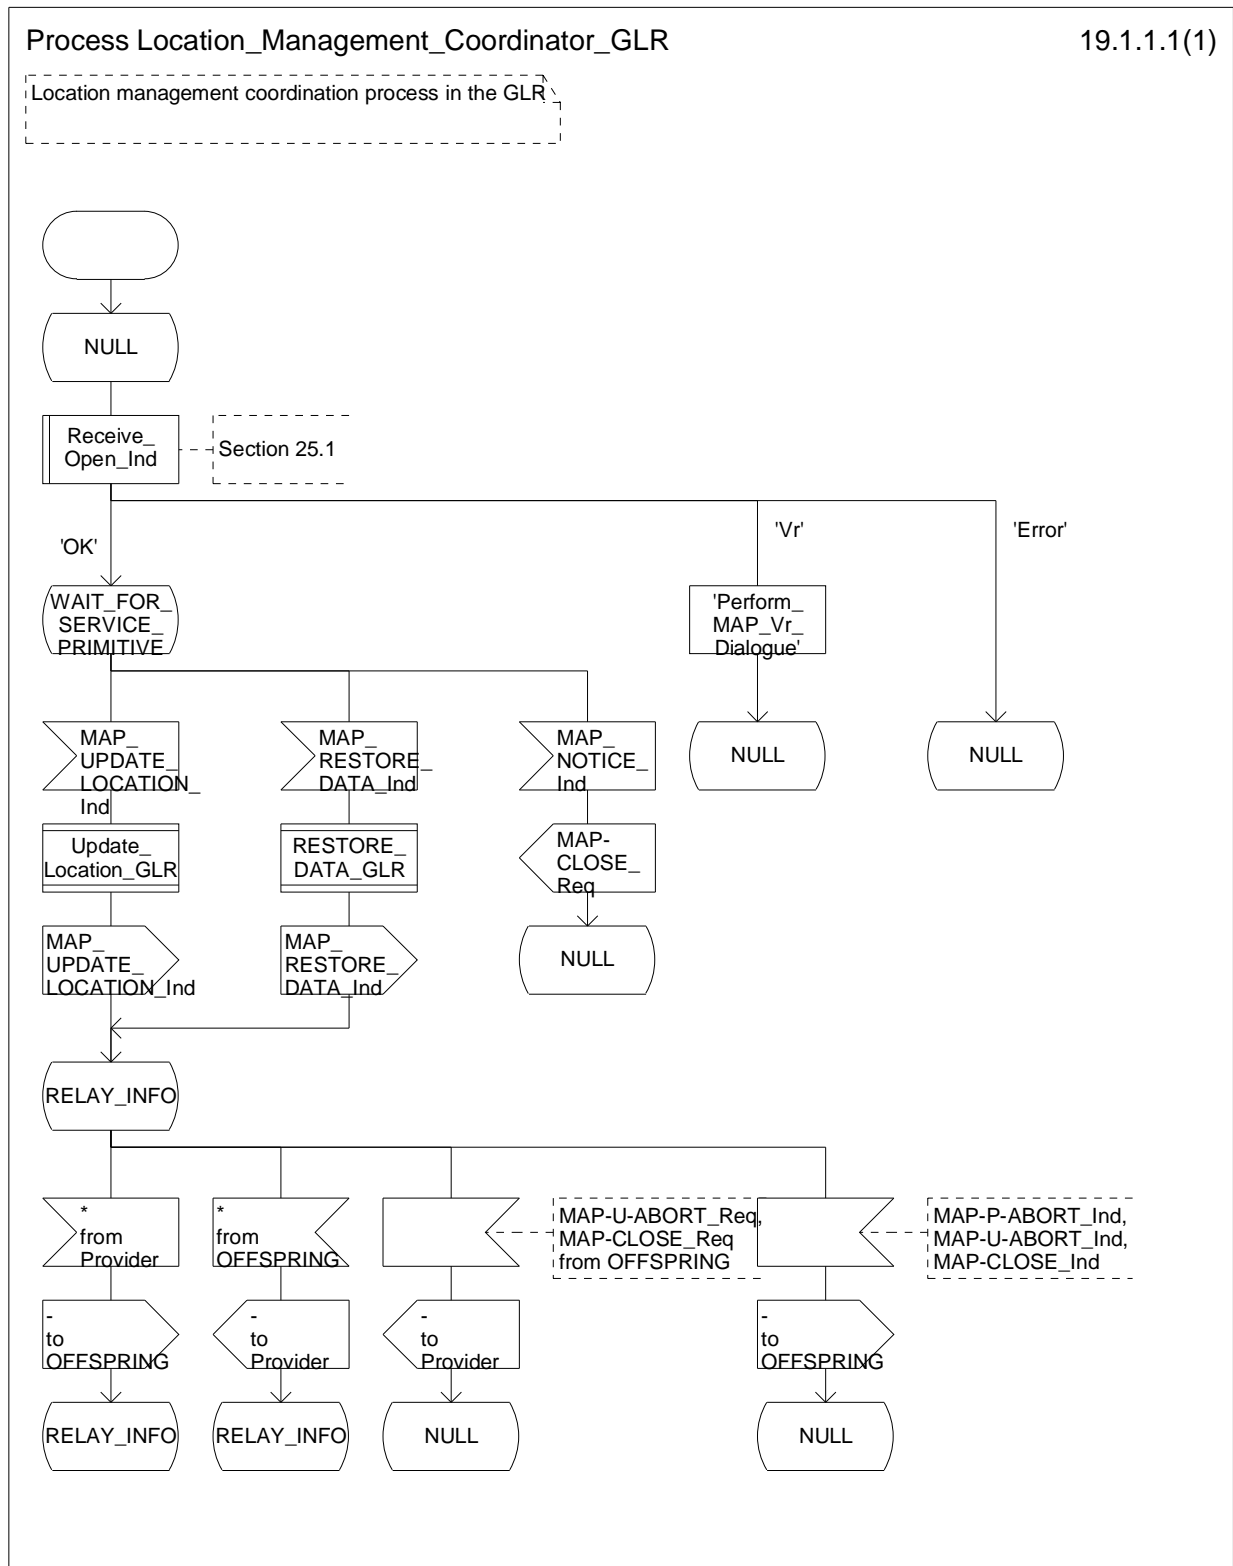 Process Location_Management_Coordinator_GLR
19.1.1.1(1)
Location management coordination process in the GLR
NULL
Receive_
Open_Ind
Section 25.1
'OK'
'Vr'
'Error'
WAIT_FOR_
SERVICE_
PRIMITIVE
'Perform_
MAP_Vr_
Dialogue'
MAP_
UPDATE_
LOCATION_
Ind
MAP_
RESTORE_
DATA_Ind
MAP_
NOTICE_
Ind
NULL
NULL
Update_
Location_GLR
RESTORE_
DATA_GLR
MAP-
CLOSE_
Req
MAP_
UPDATE_
LOCATION_Ind
MAP_
RESTORE_
DATA_Ind
NULL
RELAY_INFO
*
from
Provider
*
from
OFFSPRING
MAP-U-ABORT_Req,
MAP-CLOSE_Req
from OFFSPRING
MAP-P-ABORT_Ind,
MAP-U-ABORT_Ind,
MAP-CLOSE_Ind
-
to
OFFSPRING
-
to
Provider
-
to
Provider
-
to
OFFSPRING
RELAY_INFO
RELAY_INFO
NULL
NULL